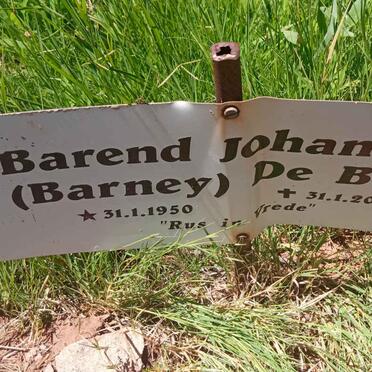 Barend Johan
(Barney) De B
★ 31.1.1950 ✝ 31.1.20
"Rus in Vrede"